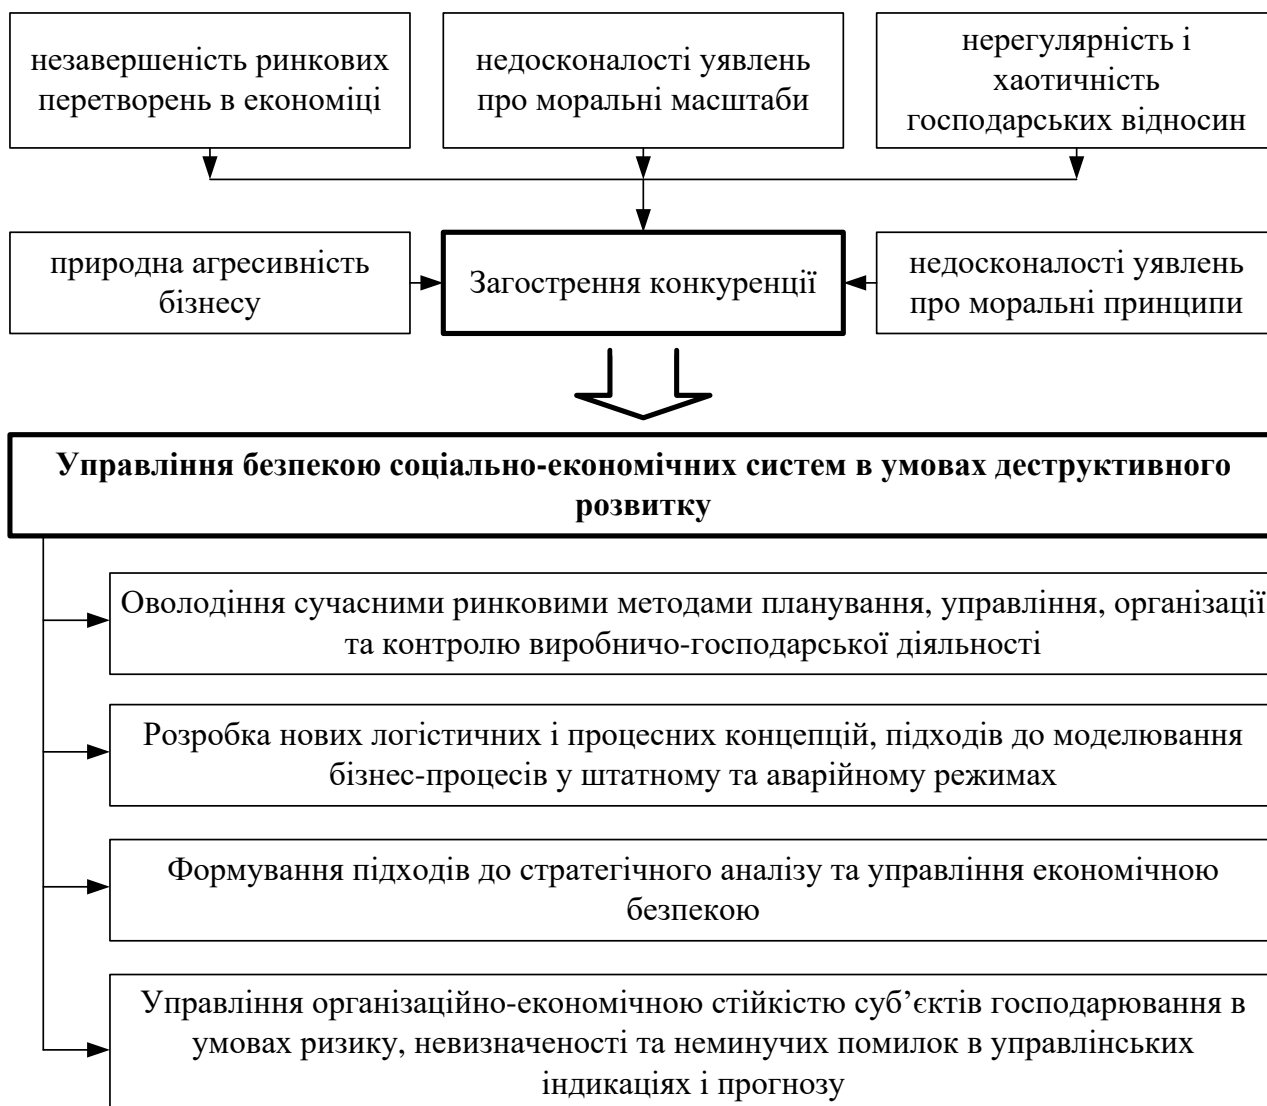 незавершеність ринкових
перетворень в економіці
недосконалості уявлень
про моральні масштаби
нерегулярність і
хаотичність
господарських відносин
природна агресивність
бізнесу
Загострення конкуренції
недосконалості уявлень
про моральні принципи
Управління безпекою соціально-економічних систем в умовах деструктивного
розвитку
Оволодіння сучасними ринковими методами планування, управління, організації
та контролю виробничо-господарської діяльності
Розробка нових логістичних і процесних концепцій, підходів до моделювання
бізнес-процесів у штатному та аварійному режимах
Формування підходів до стратегічного аналізу та управління економічною
безпекою
Управління організаційно-економічною стійкістю суб’єктів господарювання в
умовах ризику, невизначеності та неминучих помилок в управлінських
індикаціях і прогнозу